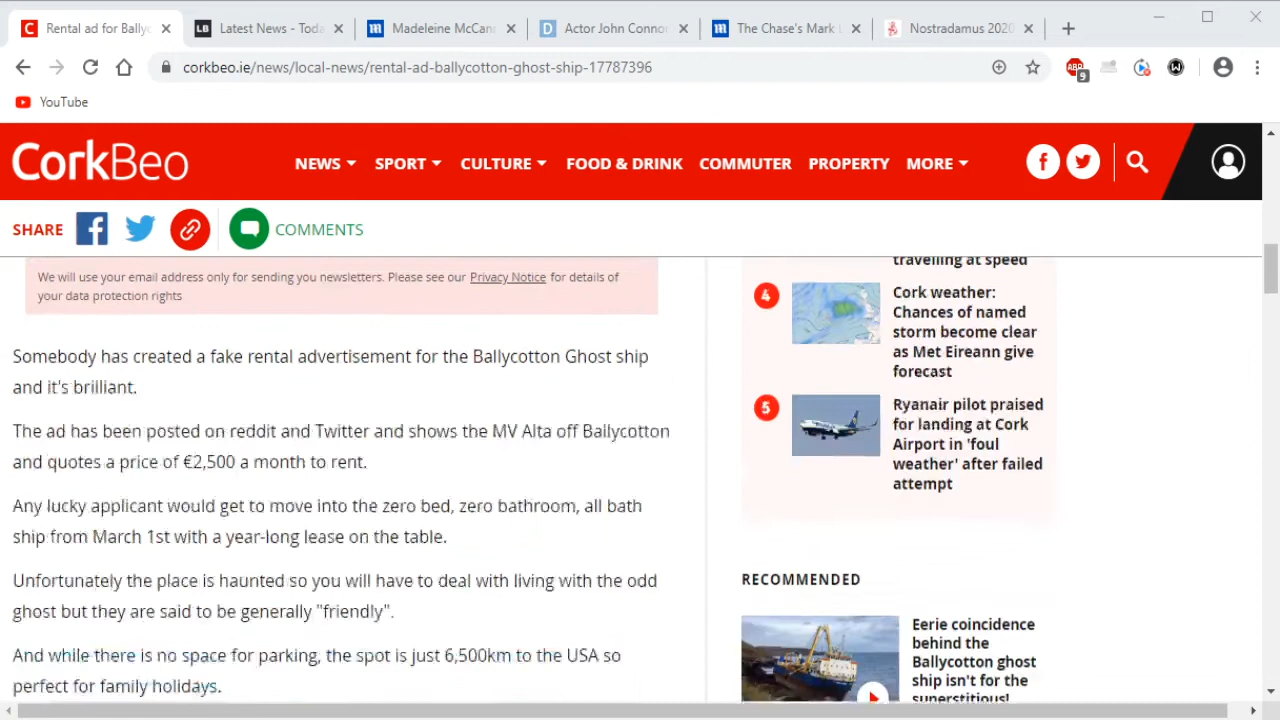 Rental ad for Ballyc
Latest News - Toda
Madeleine McCann
Actor John Connor
The Chase's Mark L
Nostradamus 2020
corkbeo.ie/news/local-news/rental-ad-ballycotton-ghost-ship-17787396
ABP
9
YouTube
CorkBeo
NEWS SPORT CULTURE FOOD & DRINK COMMUTER PROPERTY MORE
SHARE COMMENTS
We will use your email address only for sending you newsletters. Please see our Privacy Notice for details of
your data protection rights
Somebody has created a fake rental advertisement for the Ballycotton Ghost ship
and it's brilliant.
The ad has been posted on reddit and Twitter and shows the MV Alta off Ballycotton
and quotes a price of €2,500 a month to rent.
Any lucky applicant would get to move into the zero bed, zero bathroom, all bath
ship from March 1st with a year-long lease on the table.
Unfortunately the place is haunted so you will have to deal with living with the odd
ghost but they are said to be generally "friendly".
And while there is no space for parking, the spot is just 6,500km to the USA so
perfect for family holidays.
travelling at speed
4
Cork weather:
Chances of named
storm become clear
as Met Eireann give
forecast
5
Ryanair pilot praised
for landing at Cork
Airport in 'foul
weather' after failed
attempt
RECOMMENDED
Eerie coincidence
behind the
Ballycotton ghost
ship isn't for the
superstitious!